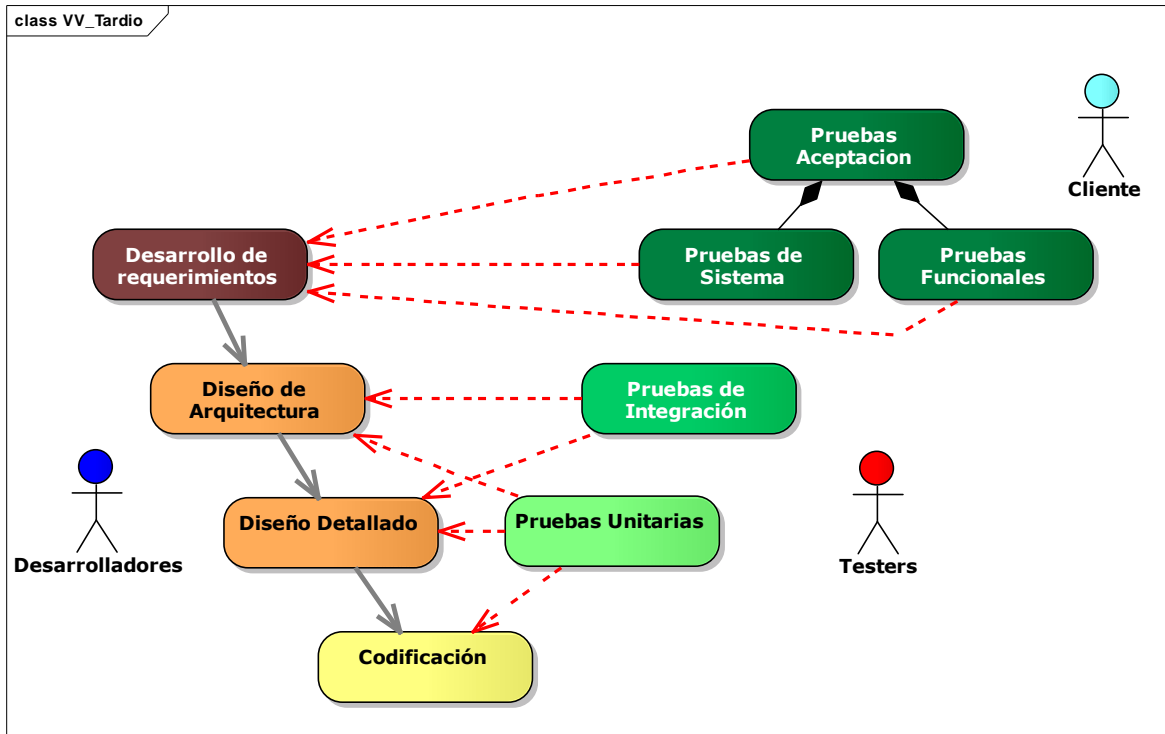 class VV_Tardio
Pruebas
Aceptacion
Cliente
Desarrollo de
requerimientos
Pruebas de
Sistema
Pruebas
Funcionales
Diseño de
Arquitectura
Pruebas de
Integración
Diseño Detallado
Pruebas Unitarias
Desarrolladores
Testers
Codificación